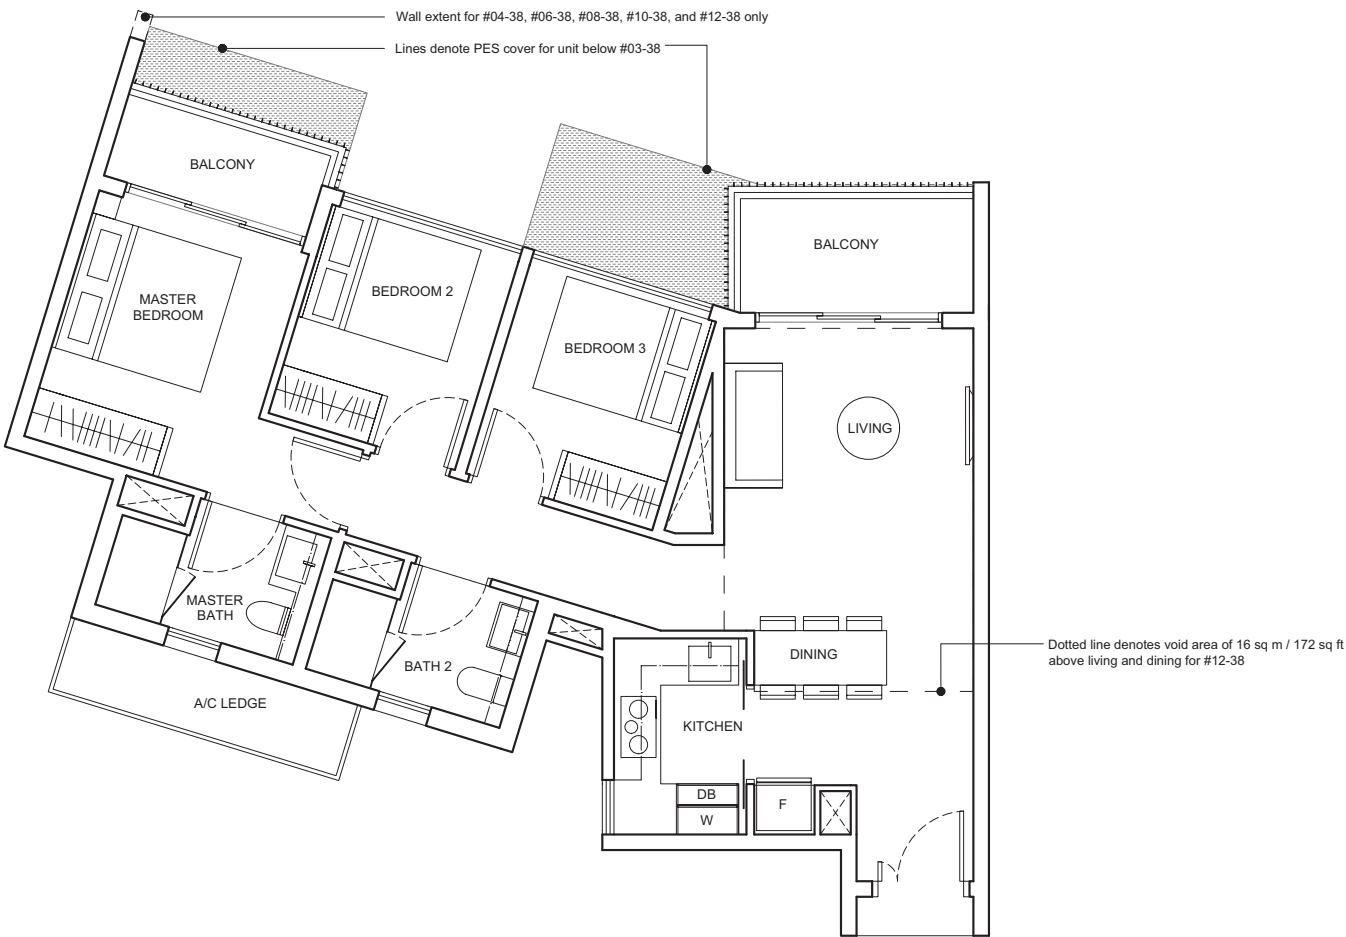 Wall extent for #04-38, #06-38, #08-38, #10-38, and #12-38 only
Lines denote PES cover for unit below #03-38
BALCONY
BALCONY
MASTER
BEDROOM
BEDROOM 2
BEDROOM 3
LIVING
MASTER
BATH
BATH 2
DINING
Dotted line denotes void area of 16 sq m / 172 sq ft
above living and dining for #12-38
A/C LEDGE
KITCHEN
DB
F
W